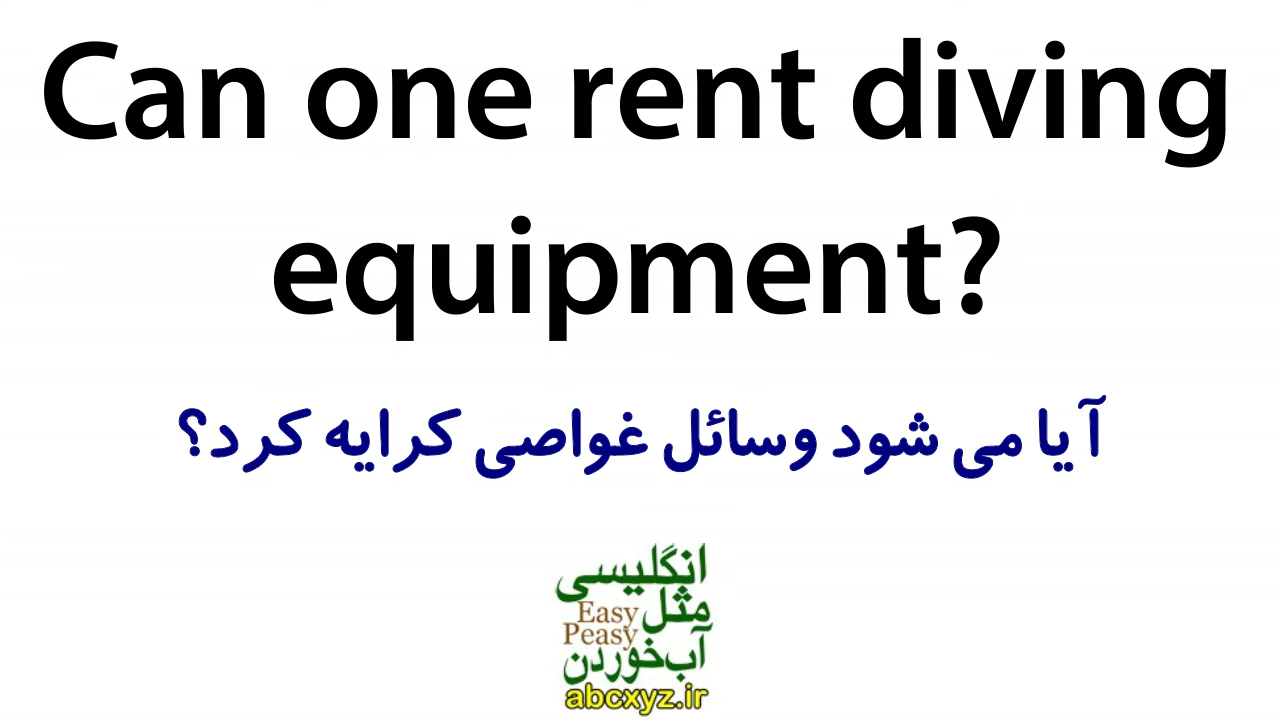 Can one rent diving
equipment?
آیا می شود وسائل غواصی کرایه کرد؟
انگلیسی
مثل
Easy
Peasy
آب‌خوردن
abcxyz.ir